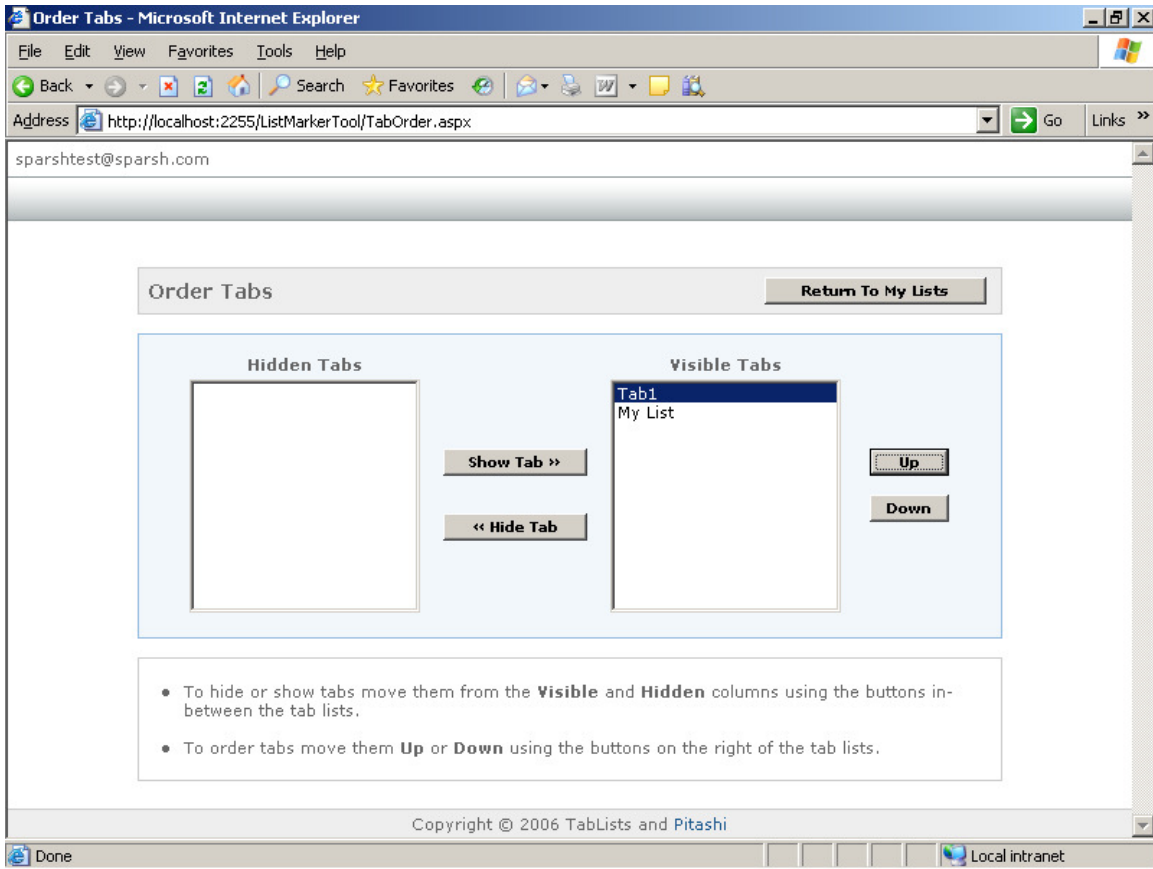 Order Tabs - Microsoft Internet Explorer
File Edit View Favorites Tools Help
Back Search Favorites
Address http://localhost:2255/ListMarkerTool/TabOrder.aspx Go Links »
sparshtest@sparsh.com
Order Tabs Return To My Lists
Hidden Tabs Visible Tabs
Tab1
My List
Show Tab » Up
Down
« Hide Tab
• To hide or show tabs move them from the Visible and Hidden columns using the buttons in-
between the tab lists.
• To order tabs move them Up or Down using the buttons on the right of the tab lists.
Copyright © 2006 TabLists and Pitashi
Done Local intranet